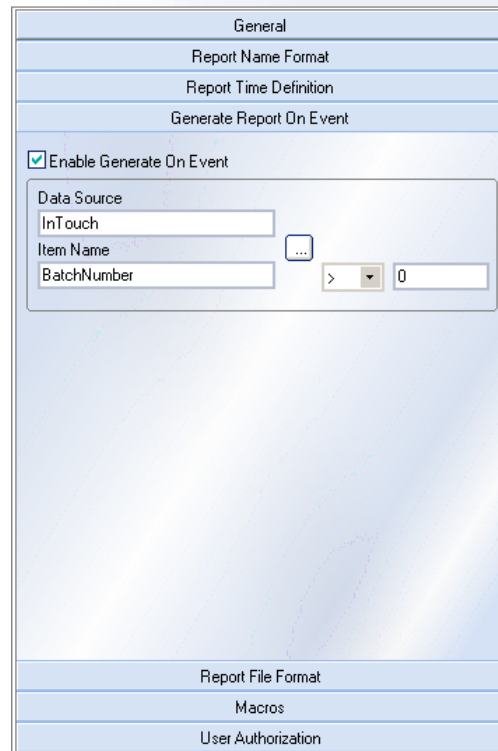 General
Report Name Format
Report Time Definition
Generate Report On Event
Enable Generate On Event
Data Source
InTouch
Item Name
...
BatchNumber
> 0
Report File Format
Macros
User Authorization